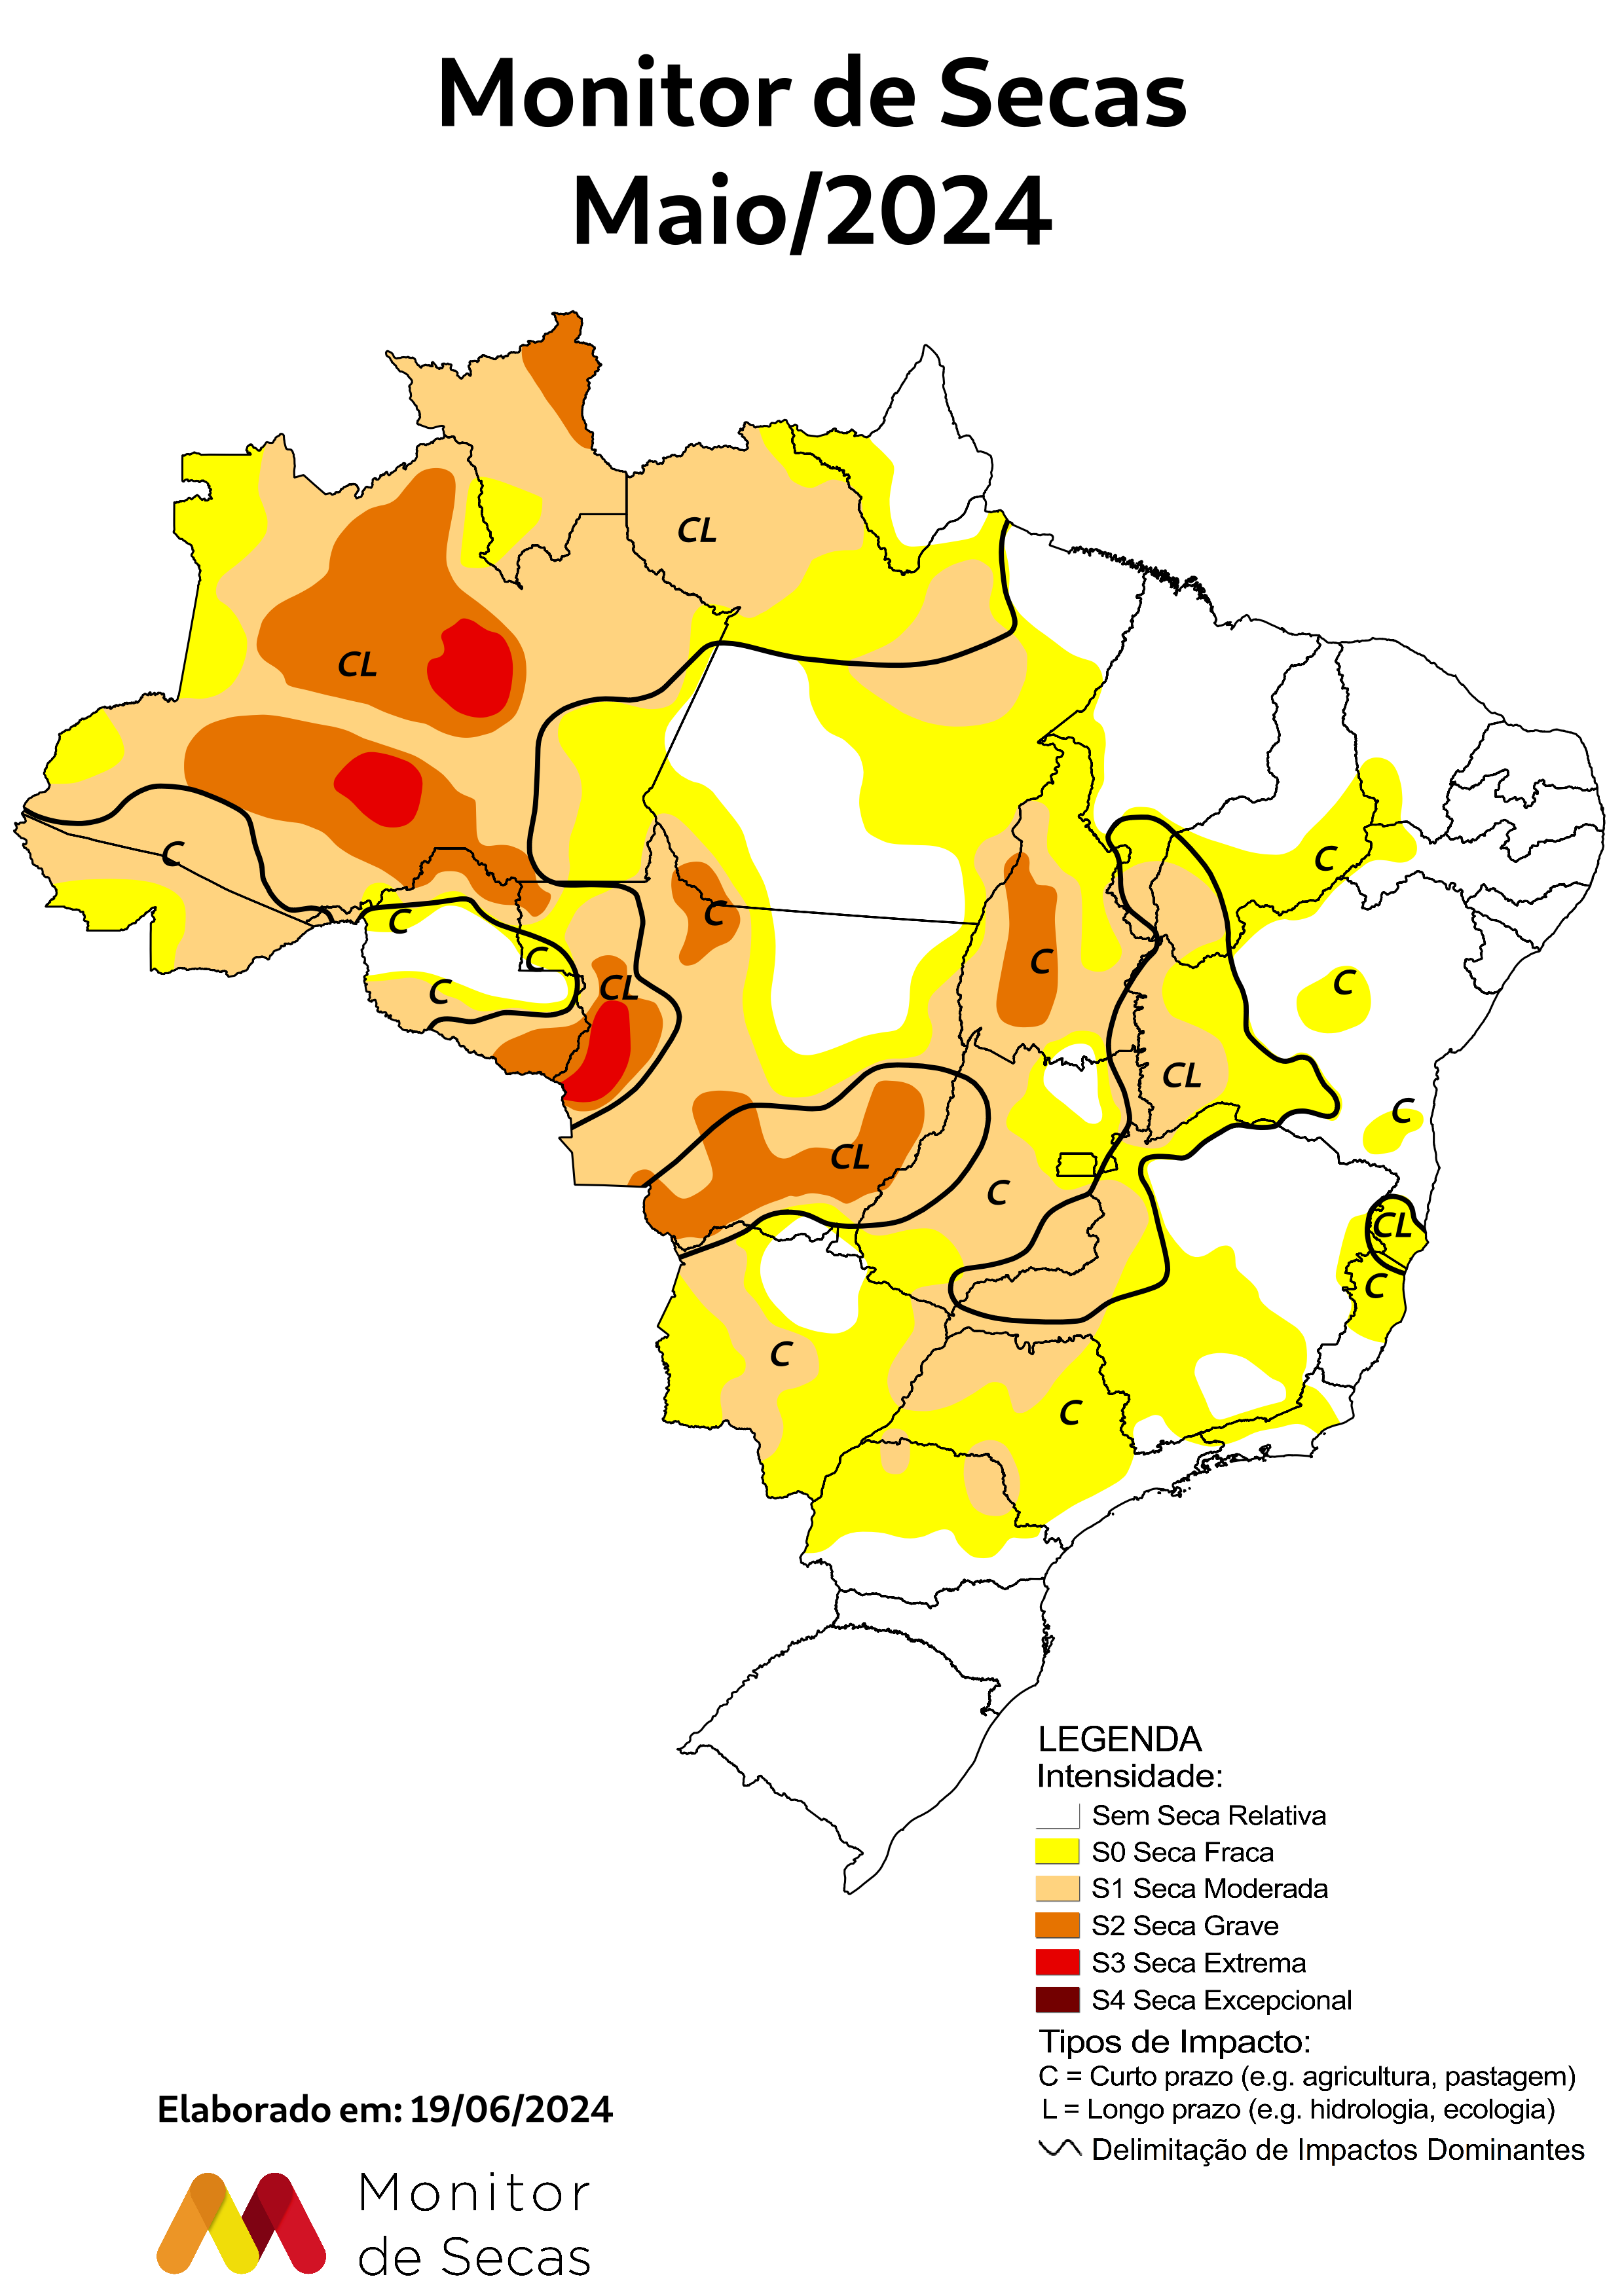 Monitor de Secas
Maio/2024
CL
CL
C
C
C
C
C
CL
C
C
C
CL
C
C
CL
C
CL
C
C
C
CL
C
LEGENDA
Intensidade:
Sem Seca Relativa
S0 Seca Fraca
S1 Seca Moderada
S2 Seca Grave
S3 Seca Extrema
S4 Seca Excepcional
Tipos de Impacto:
C = Curto prazo (e.g. agricultura, pastagem)
L = Longo prazo (e.g. hidrologia, ecologia)
Delimitação de Impactos Dominantes
Elaborado em: 19/06/2024
Monitor
de Secas